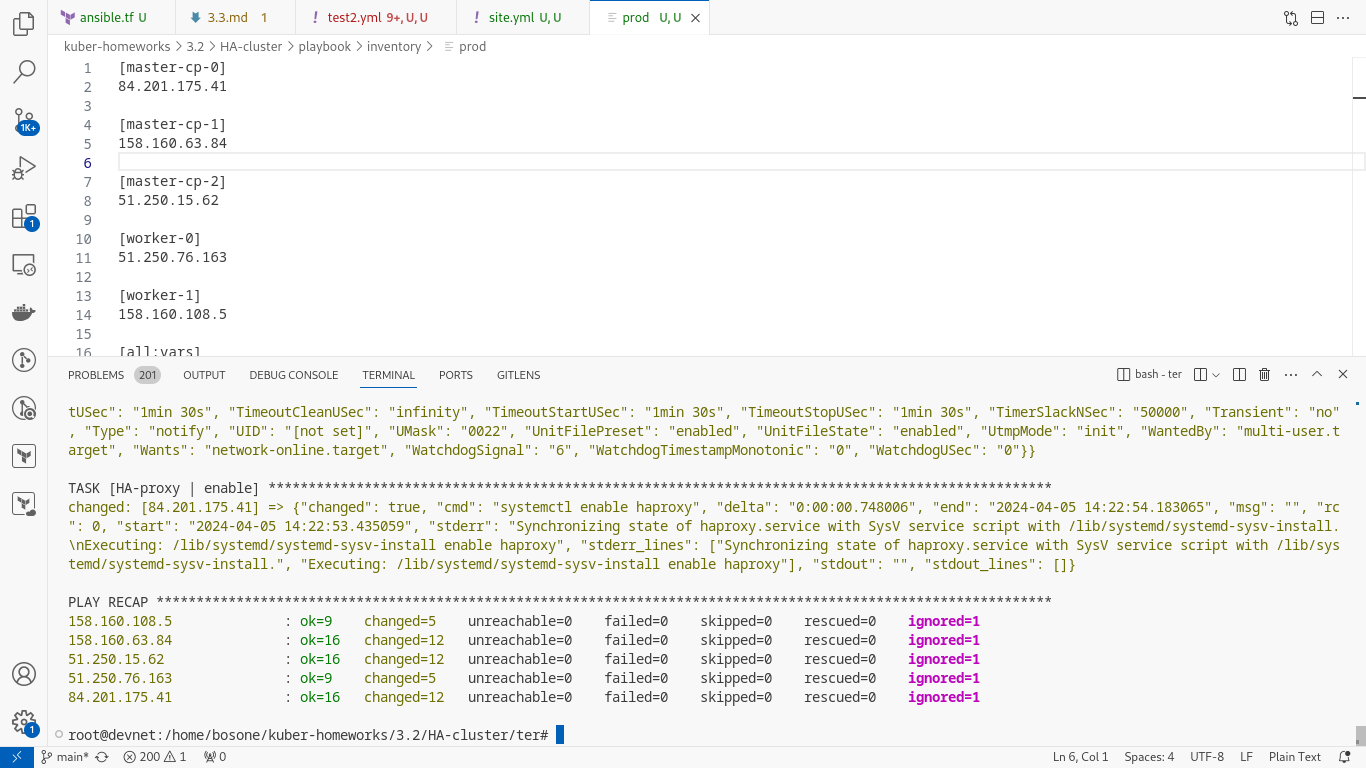 ansible.tf U
3.3.md 1
! test2.yml 9+, U, U
! site.yml U, U
prod U, U
kuber-homeworks > 3.2 > HA-cluster > playbook > inventory > prod
1 [master-cp-0]
2 84.201.175.41
3
4 [master-cp-1]
5 158.160.63.84
6
7 [master-cp-2]
8 51.250.15.62
9
10 [worker-0]
11 51.250.76.163
12
13 [worker-1]
14 158.160.108.5
15
16 [all:vars]
1K+
1
1
PROBLEMS 201 OUTPUT DEBUG CONSOLE TERMINAL PORTS GITLENS
bash - ter
tUSec": "1min 30s", "TimeoutCleanUSec": "infinity", "TimeoutStartUSec": "1min 30s", "TimeoutStopUSec": "1min 30s", "TimerSlackNSec": "50000", "Transient": "no"
, "Type": "notify", "UID": "[not set]", "UMask": "0022", "UnitFilePreset": "enabled", "UnitFileState": "enabled", "UtmpMode": "init", "WantedBy": "multi-user.t
arget", "Wants": "network-online.target", "WatchdogSignal": "6", "WatchdogTimestampMonotonic": "0", "WatchdogUSec": "0"}}
TASK [HA-proxy | enable] **************************************************************************************************
changed: [84.201.175.41] => {"changed": true, "cmd": "systemctl enable haproxy", "delta": "0:00:00.748006", "end": "2024-04-05 14:22:54.183065", "msg": "", "rc
": 0, "start": "2024-04-05 14:22:53.435059", "stderr": "Synchronizing state of haproxy.service with SysV service script with /lib/systemd/systemd-sysv-install.
\nExecuting: /lib/systemd/systemd-sysv-install enable haproxy", "stderr_lines": ["Synchronizing state of haproxy.service with SysV service script with /lib/sys
temd/systemd-sysv-install.", "Executing: /lib/systemd/systemd-sysv-install enable haproxy"], "stdout": "", "stdout_lines": []}
PLAY RECAP ****************************************************************************************************************
158.160.108.5 : ok=9 changed=5 unreachable=0 failed=0 skipped=0 rescued=0 ignored=1
158.160.63.84 : ok=16 changed=12 unreachable=0 failed=0 skipped=0 rescued=0 ignored=1
51.250.15.62 : ok=16 changed=12 unreachable=0 failed=0 skipped=0 rescued=0 ignored=1
51.250.76.163 : ok=9 changed=5 unreachable=0 failed=0 skipped=0 rescued=0 ignored=1
84.201.175.41 : ok=16 changed=12 unreachable=0 failed=0 skipped=0 rescued=0 ignored=1
root@devnet:/home/bosone/kuber-homeworks/3.2/HA-cluster/ter#
main* 200 1 0 Ln 6, Col 1 Spaces: 4 UTF-8 LF Plain Text